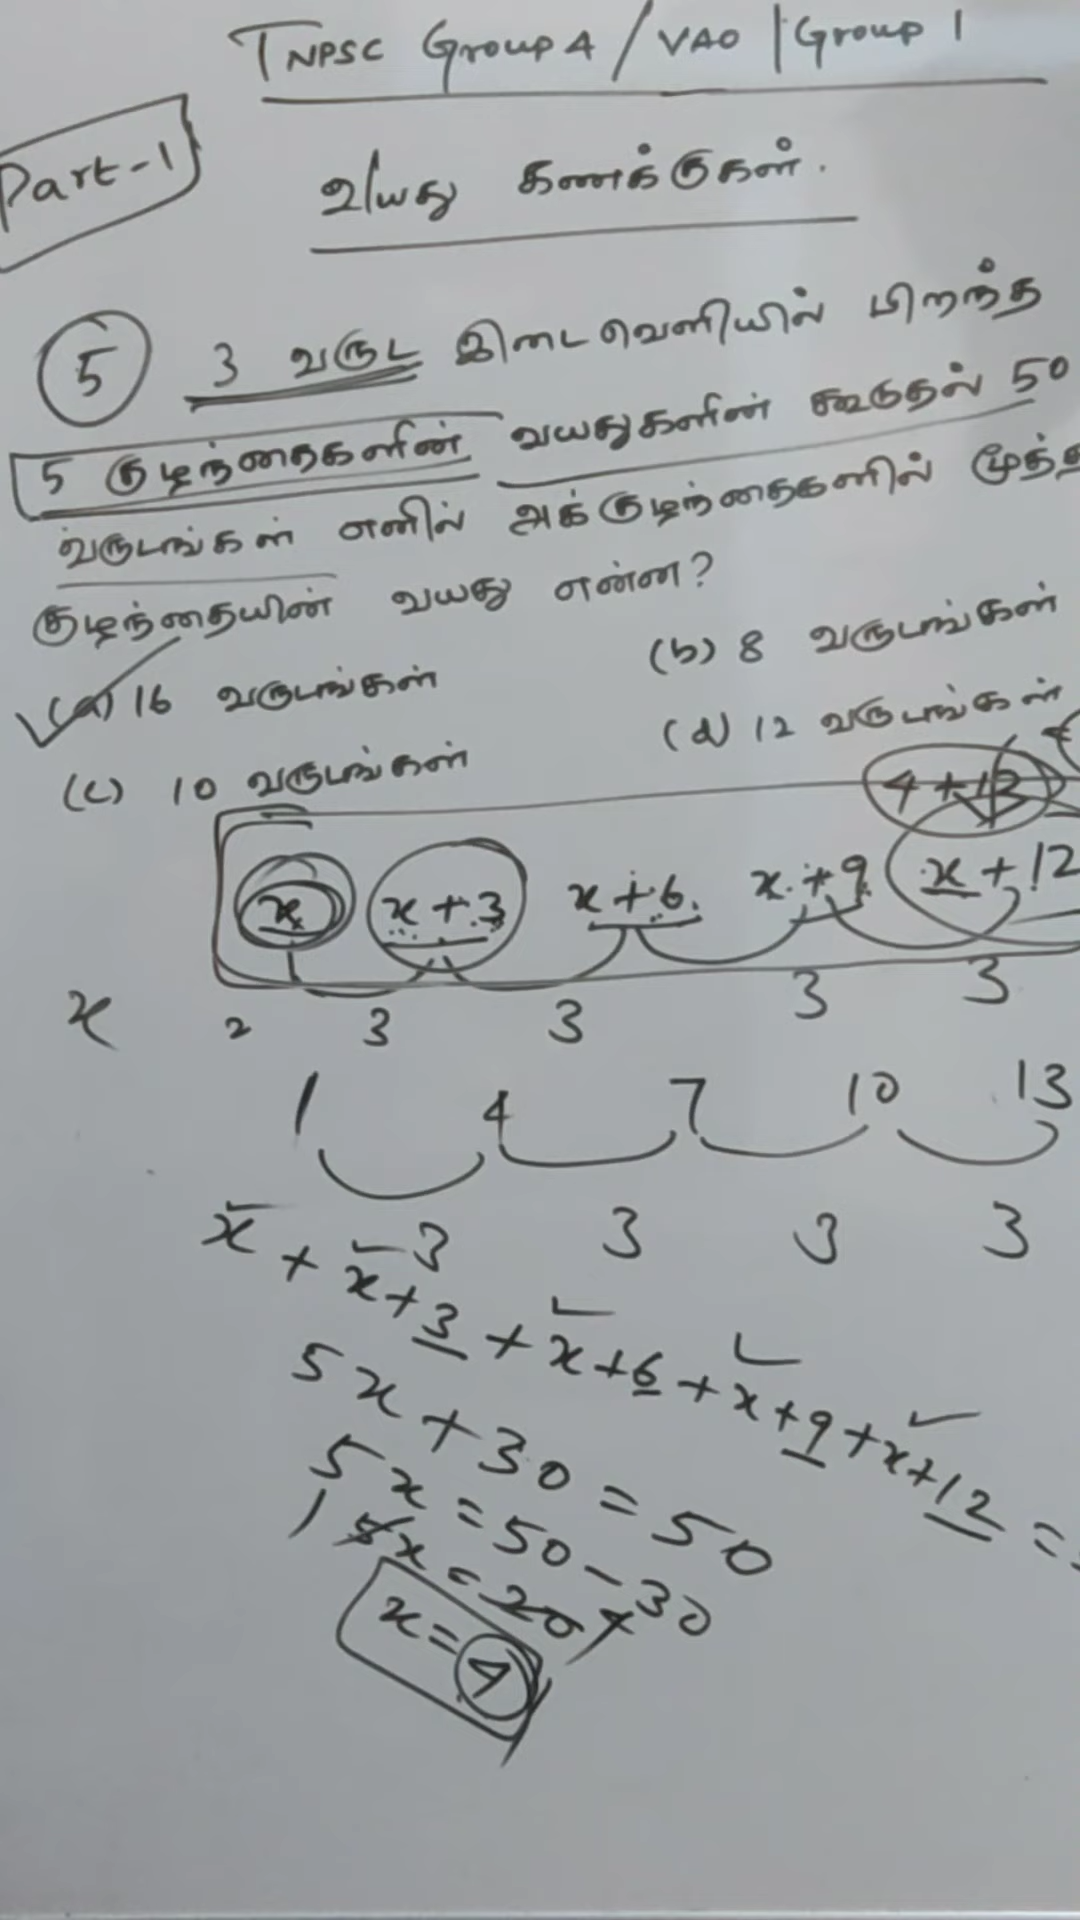 TNPSC Group 4 / VAO | Group 1
Part-1
வயது கணக்குகள்.
5 3 வருட இடைவெளியில் பிறந்த
5 குழந்தைகளின் வயதுகளின் கூடுதல் 50
வருடங்கள் எனில் அக்குழந்தைகளில் மூத்த
குழந்தையின் வயது என்ன?
(a) 16 வருடங்கள் (b) 8 வருடங்கள்
(c) 10 வருடங்கள் (d) 12 வருடங்கள்
x x+3 x+6 x+9 x+12
x 2 3 3 3 3
1 4 7 10 13
3 3 3 3
x + x+3 + x+6 + x+9 + x+12 =
5x + 30 = 50
5x = 50 - 30
1 5x = 20 4
x = 4